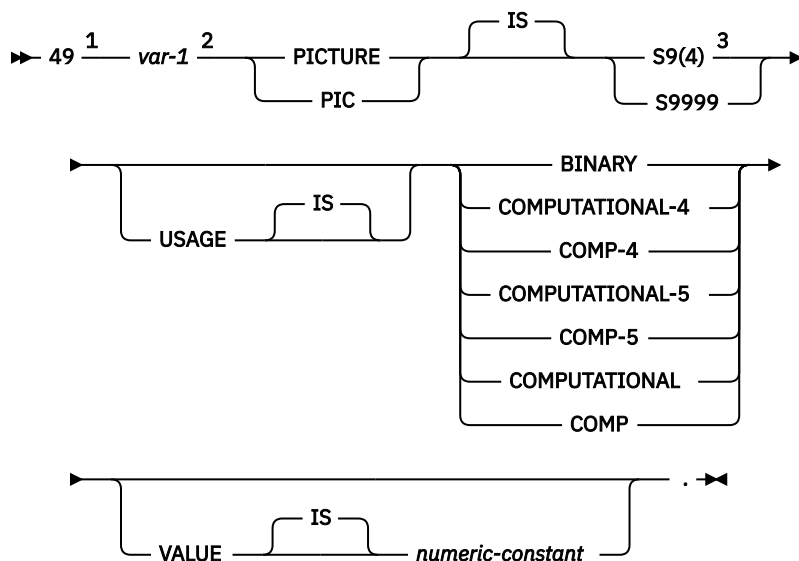 IS
49 1 var-1 2 PICTURE S9(4) 3
PIC S9999
BINARY
IS COMPUTATIONAL-4
USAGE
COMP-4
COMPUTATIONAL-5
COMP-5
COMPUTATIONAL
COMP
.
IS
VALUE numeric-constant